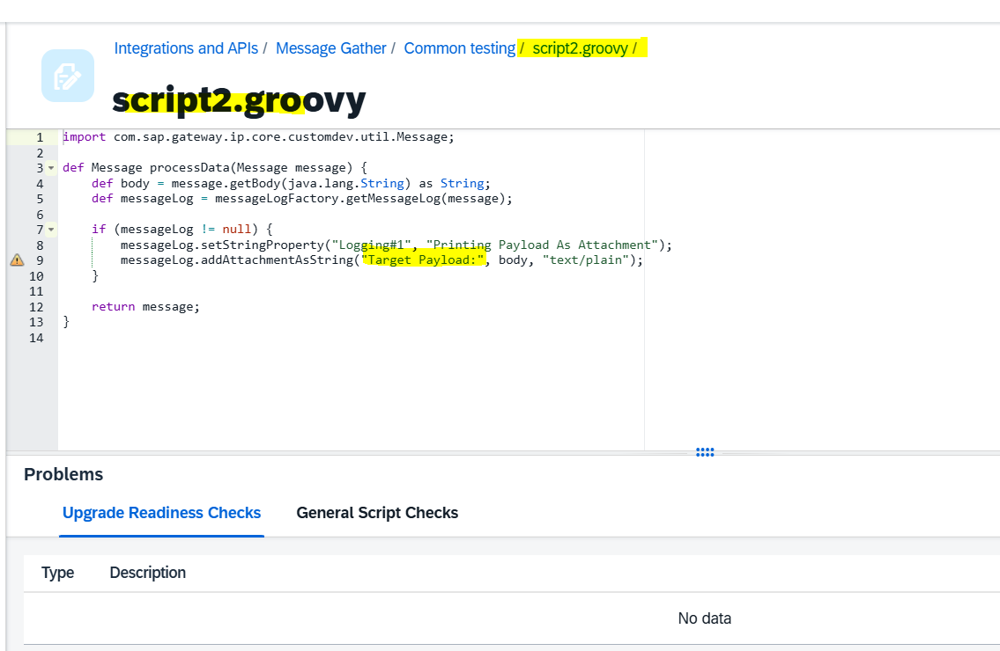 Integrations and APIs / Message Gather / Common testing / script2.groovy /
script2.groovy
1 import com.sap.gateway.ip.core.customdev.util.Message;
2
3 def Message processData(Message message) {
4 def body = message.getBody(java.lang.String) as String;
5 def messageLog = messageLogFactory.getMessageLog(message);
6
7 if (messageLog != null) {
8 messageLog.setStringProperty("Logging#1", "Printing Payload As Attachment");
9 messageLog.addAttachmentAsString("Target Payload:", body, "text/plain");
10 }
11
12 return message;
13 }
14
Problems
Upgrade Readiness Checks General Script Checks
Type Description
No data